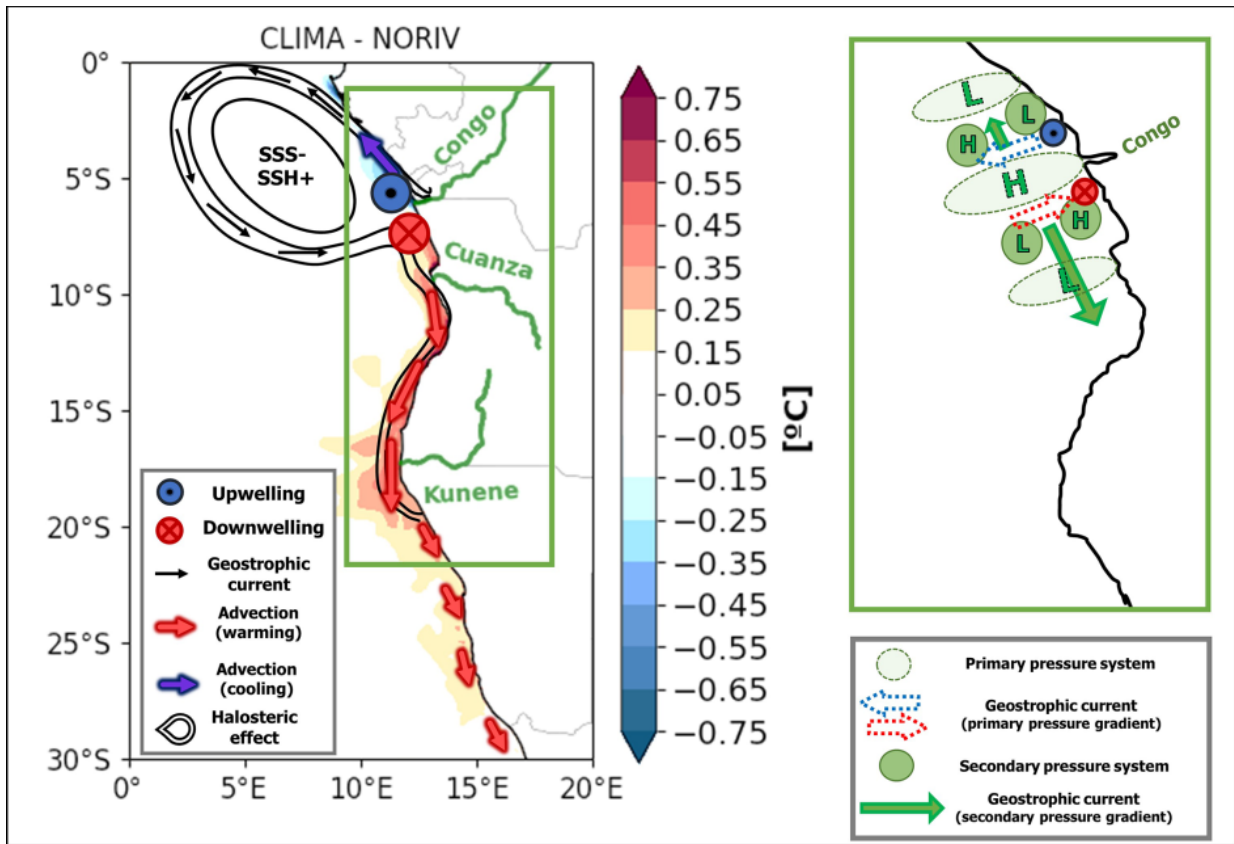 CLIMA - NORIV
0°
5°S
10°S
15°S
20°S
25°S
30°S
0°
5°E
10°E
15°E
20°E
SSS-
SSH+
Congo
Cuanza
Kunene
Upwelling
Downwelling
Geostrophic
current
Advection
(warming)
Advection
(cooling)
Halosteric
effect
0.75
0.65
0.55
0.45
0.35
0.25
0.15
0.05
−0.05
−0.15
−0.25
−0.35
−0.45
−0.55
−0.65
−0.75
[ºC]
L
L
H
H
Congo
H
L
L
Primary pressure system
Geostrophic current
(primary pressure gradient)
Secondary pressure system
Geostrophic current
(secondary pressure gradient)